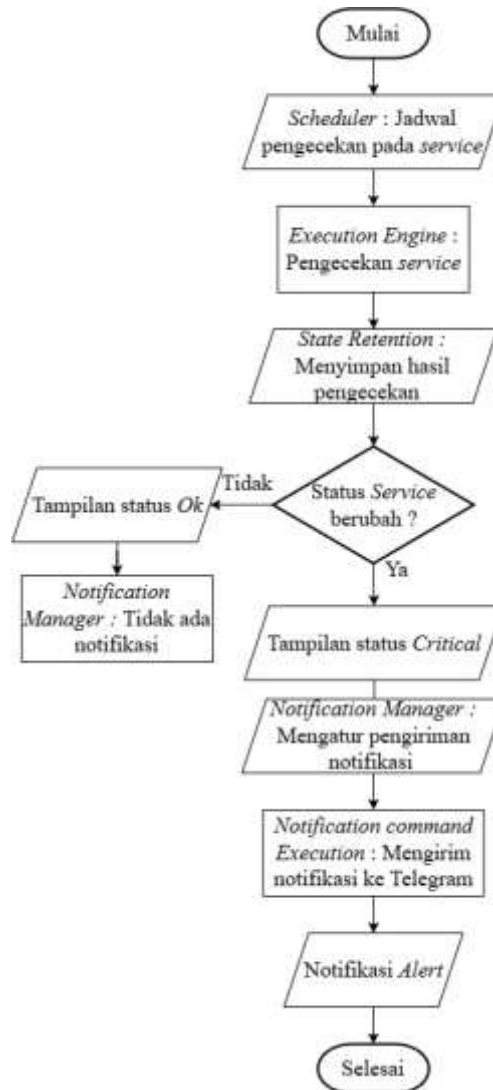 Mulai
Scheduler : Jadwal
pengecekan pada service
Execution Engine :
Pengecekan service
State Retention :
Menyimpan hasil
pengecekan
Status Service
berubah ?
Tidak
Tampilan status Ok
Notification
Manager : Tidak ada
notifikasi
Ya
Tampilan status Critical
Notification Manager :
Mengatur pengiriman
notifikasi
Notification command
Execution : Mengirim
notifikasi ke Telegram
Notifikasi Alert
Selesai